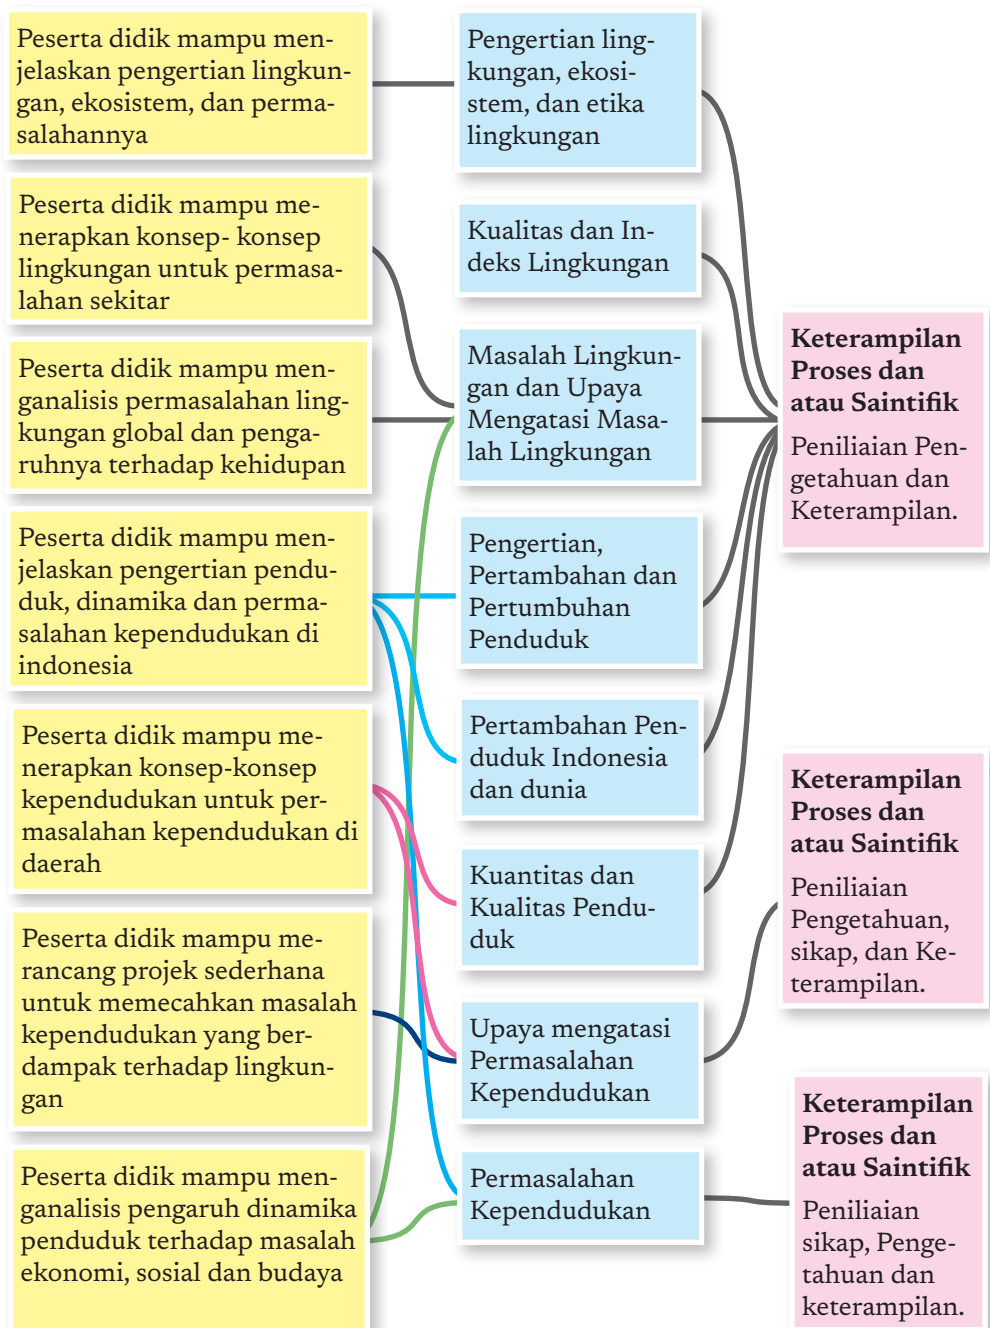 Peserta didik mampu men-
jelaskan pengertian lingkun-
gan, ekosistem, dan perma-
salahannya
Peserta didik mampu me-
nerapkan konsep- konsep
lingkungan untuk permasa-
lahan sekitar
Peserta didik mampu men-
ganalisis permasalahan ling-
kungan global dan penga-
ruhnya terhadap kehidupan
Peserta didik mampu men-
jelaskan pengertian pendu-
duk, dinamika dan perma-
salahan kependudukan di
indonesia
Peserta didik mampu me-
nerapkan konsep-konsep
kependudukan untuk per-
masalahan kependudukan di
daerah
Peserta didik mampu me-
rancang projek sederhana
untuk memecahkan masalah
kependudukan yang ber-
dampak terhadap lingkun-
gan
Peserta didik mampu men-
ganalisis pengaruh dinamika
penduduk terhadap masalah
ekonomi, sosial dan budaya
Pengertian ling-
kungan, ekosi-
stem, dan etika
lingkungan
Kualitas dan In-
deks Lingkungan
Masalah Lingkun-
gan dan Upaya
Mengatasi Masa-
lah Lingkungan
Pengertian,
Pertambahan dan
Pertumbuhan
Penduduk
Pertambahan Pen-
duduk Indonesia
dan dunia
Kuantitas dan
Kualitas Pendu-
duk
Upaya mengatasi
Permasalahan
Kependudukan
Permasalahan
Kependudukan
Keterampilan
Proses dan
atau Saintifik
Peniliaian Pen-
getahuan dan
Keterampilan.
Keterampilan
Proses dan
atau Saintifik
Peniliaian
Pengetahuan,
sikap, dan Ke-
terampilan.
Keterampilan
Proses dan
atau Saintifik
Peniliaian
sikap, Penge-
tahuan dan
keterampilan.